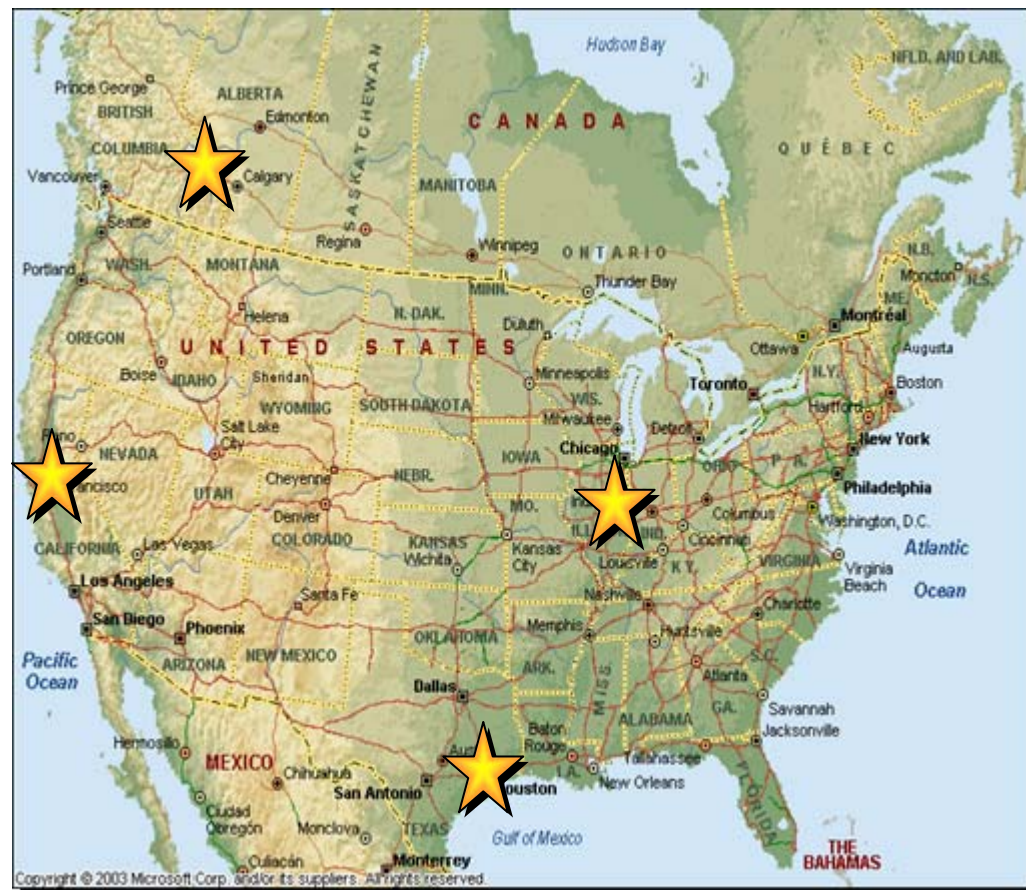 Hudson Bay
NFLD. AND LAB.
Prince George
ALBERTA
BRITISH
COLUMBIA
Edmonton
SASKATCHEWAN
CANADA
QUÉBEC
Vancouver
Calgary
MANITOBA
Seattle
Regina
Winnipeg
ONTARIO
N.B.
Portland
WASH.
MONTANA
MINN.
Thunder Bay
Moncton
N.S.
ME.
Helena
N. DAK.
Duluth
Montréal
OREGON
UNITED STATES
Ottawa
Augusta
Boise
IDAHO
Sheridan
Minneapolis
Toronto
N.Y.
Boston
WYOMING
SOUTH DAKOTA
WIS.
Milwaukee
Hartford
Salt Lake
City
Detroit
NEVADA
Chicago
New York
IOWA
OHIO
P A.
Cheyenne
NEBR.
Philadelphia
ancisco
UTAH
MO.
Columbus
Denver
ILL
IND.
Washington, D.C.
COLORADO
Cincinnati
CALIFORNIA
Las Vegas
KANSAS
Kansas
City
Wichita
Louisville
KY.
VIRGINIA
Virginia
Beach
Atlantic
Ocean
Los Angeles
Santa Fe
Nashville
Charlotte
San Diego
Phoenix
OKLAHOMA
Memphis
Huntsville
Pacific
Ocean
ARIZONA
NEW MEXICO
ARK.
S.C.
Atlanta
Dallas
MISS
ALABAMA
GA.
Savannah
Jacksonville
Hermosillo
Baton
Rouge
Tallahassee
MEXICO
Chihuahua
Aus
LA.
New Orleans
San Antonio
ouston
FLORIDA
Ciudad
Obregón
Monclova
TEXAS
Gulf of Mexico
THE
BAHAMAS
Culiacán
Monterrey
Copyright © 2003 Microsoft Corp. and/or its suppliers. All rights reserved.